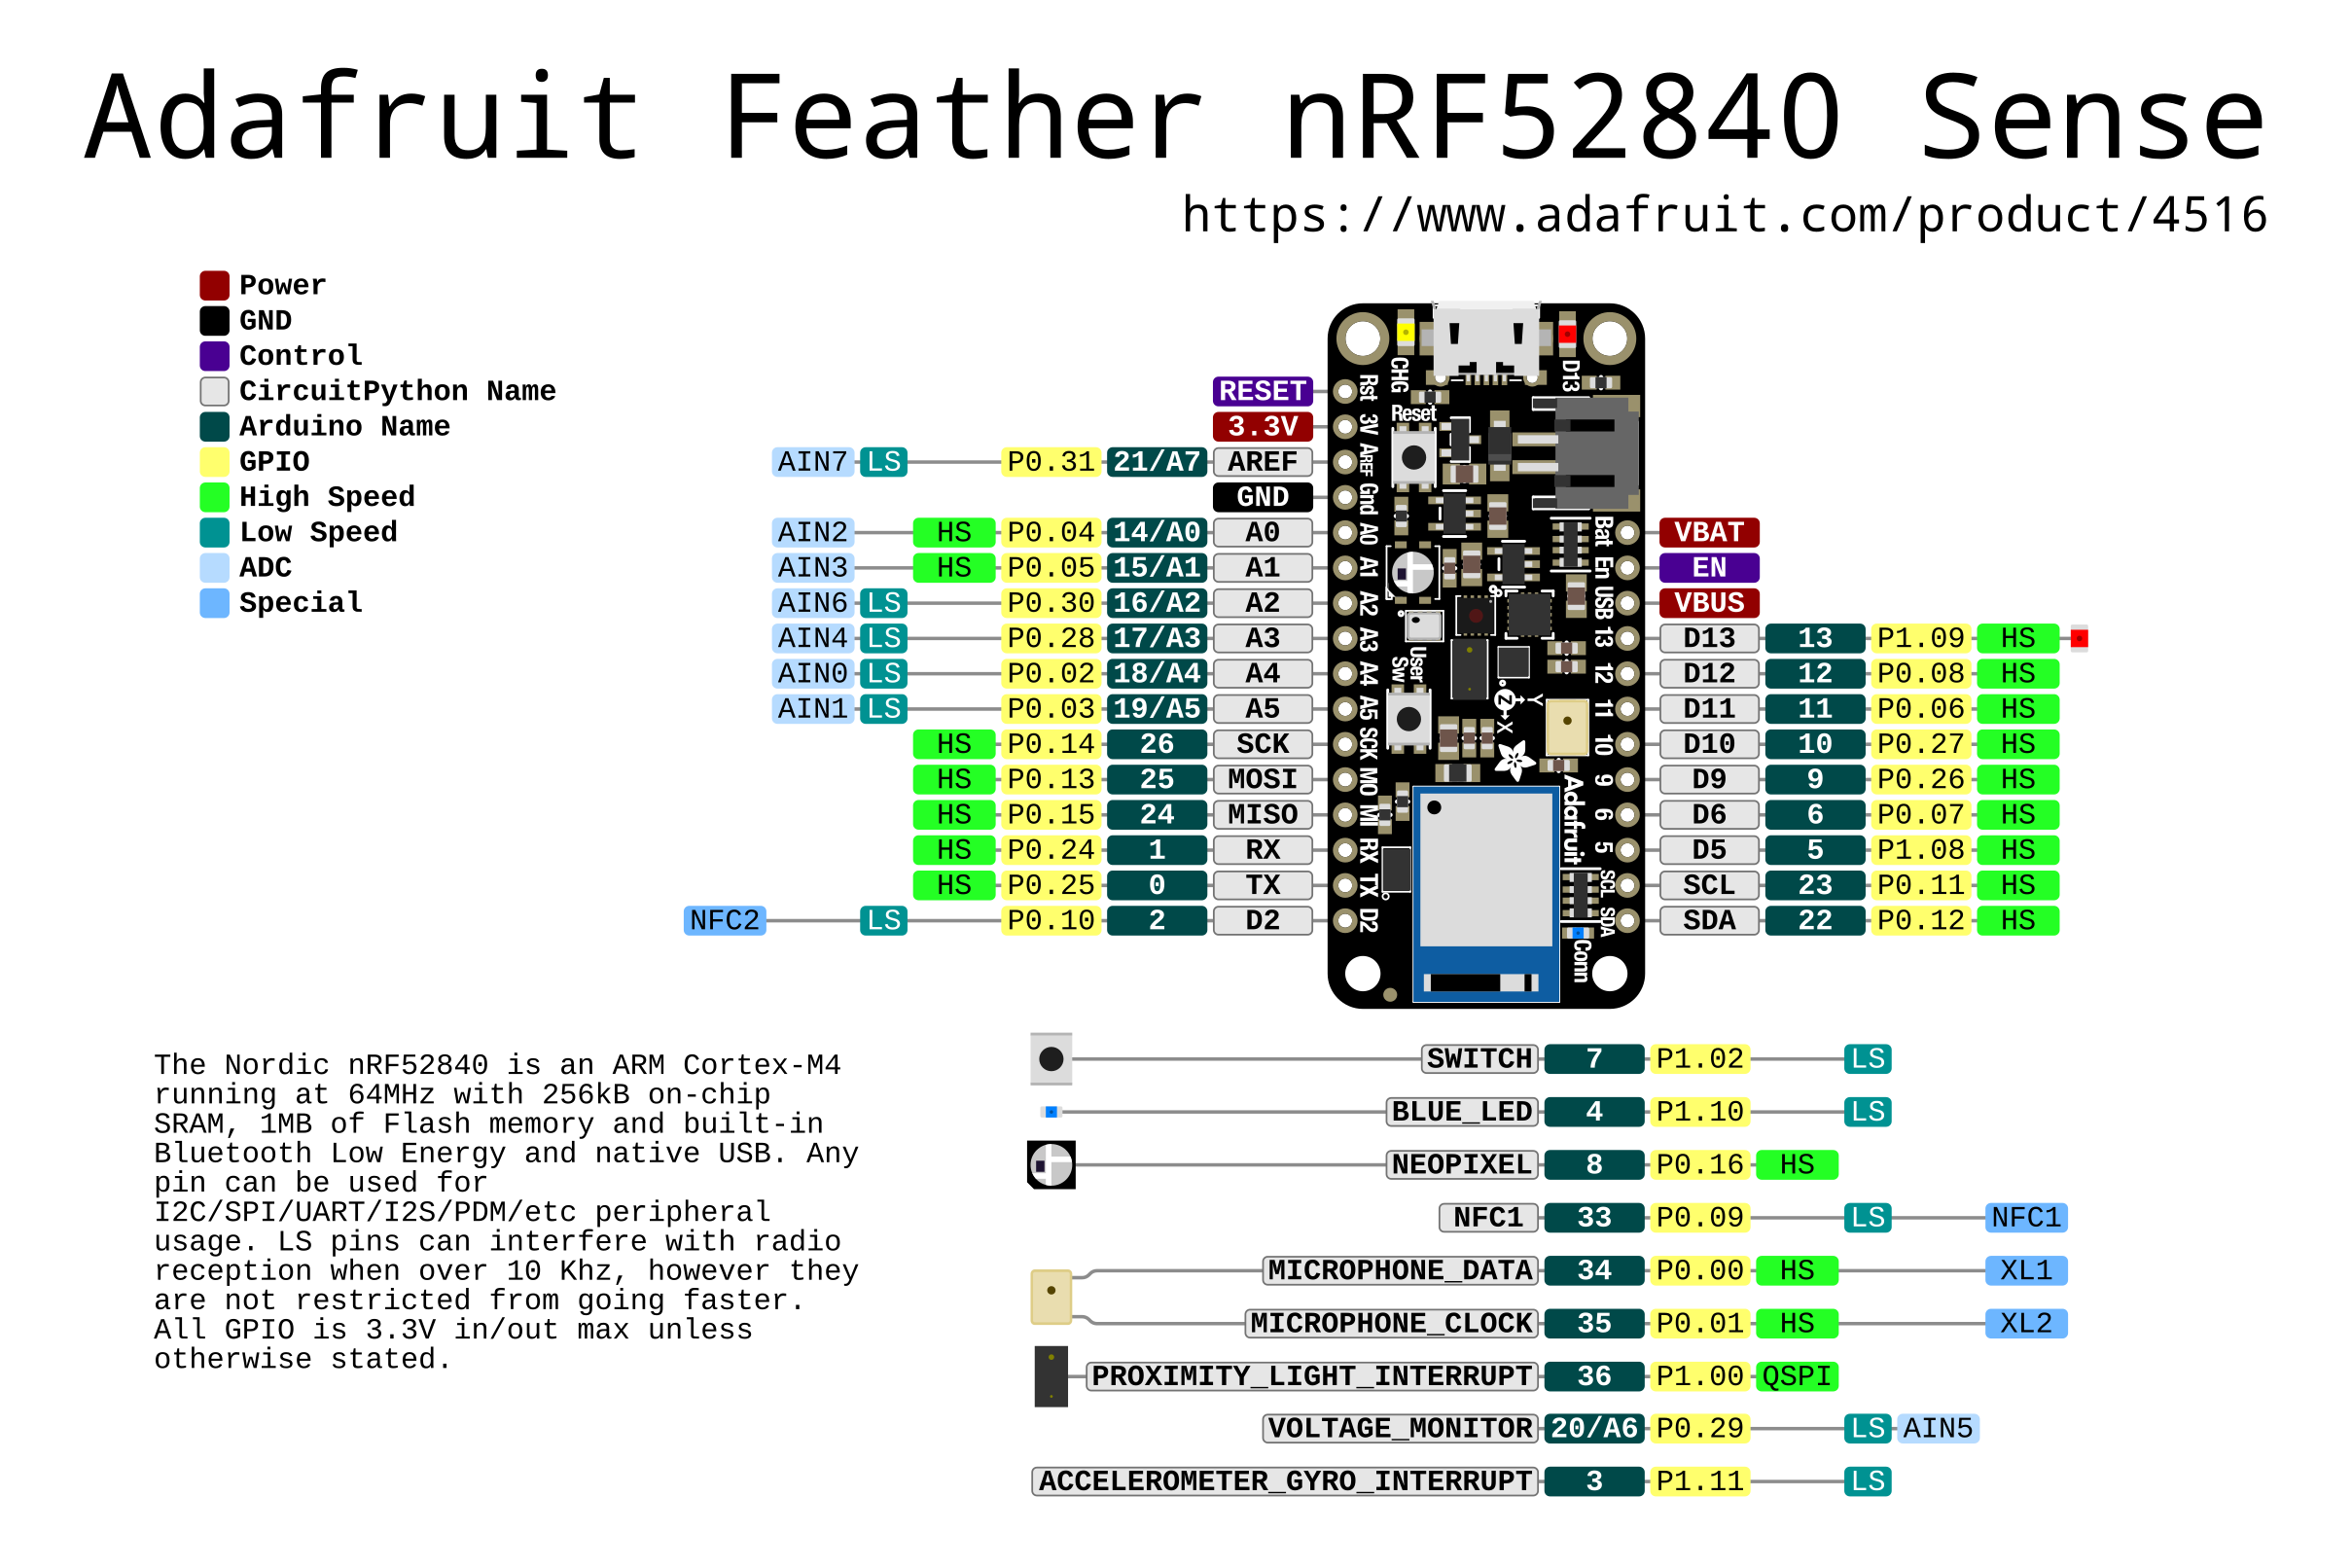 Adafruit Feather nRF52840 Sense
https://www.adafruit.com/product/4516
Power
GND
Control
CircuitPython Name
Arduino Name
GPIO
High Speed
Low Speed
ADC
Special
RESET
3.3V
AIN7 LS P0.31 21/A7 AREF
GND
AIN2 HS P0.04 14/A0 A0
AIN3 HS P0.05 15/A1 A1
AIN6 LS P0.30 16/A2 A2
AIN4 LS P0.28 17/A3 A3
AIN0 LS P0.02 18/A4 A4
AIN1 LS P0.03 19/A5 A5
HS P0.14 26 SCK
HS P0.13 25 MOSI
HS P0.15 24 MISO
HS P0.24 1 RX
HS P0.25 0 TX
NFC2 LS P0.10 2 D2
CHG
D13
Reset
Rst
3V
AREF
Gnd
A0
A1
A2
A3
A4
A5
SCK
MO
MI
RX
TX
D2
User
Sw
Z
Y
X
Adafruit
Bat
En
USB
13
12
11
10
9
6
5
SCL
SDA
Conn
VBAT
EN
VBUS
D13 13 P1.09 HS
D12 12 P0.08 HS
D11 11 P0.06 HS
D10 10 P0.27 HS
D9 9 P0.26 HS
D6 6 P0.07 HS
D5 5 P1.08 HS
SCL 23 P0.11 HS
SDA 22 P0.12 HS
The Nordic nRF52840 is an ARM Cortex-M4
running at 64MHz with 256kB on-chip
SRAM, 1MB of Flash memory and built-in
Bluetooth Low Energy and native USB. Any
pin can be used for
I2C/SPI/UART/I2S/PDM/etc peripheral
usage. LS pins can interfere with radio
reception when over 10 Khz, however they
are not restricted from going faster.
All GPIO is 3.3V in/out max unless
otherwise stated.
SWITCH 7 P1.02 LS
BLUE_LED 4 P1.10 LS
NEOPIXEL 8 P0.16 HS
NFC1 33 P0.09 LS NFC1
MICROPHONE_DATA 34 P0.00 HS XL1
MICROPHONE_CLOCK 35 P0.01 HS XL2
PROXIMITY_LIGHT_INTERRUPT 36 P1.00 QSPI
VOLTAGE_MONITOR 20/A6 P0.29 LS AIN5
ACCELEROMETER_GYRO_INTERRUPT 3 P1.11 LS